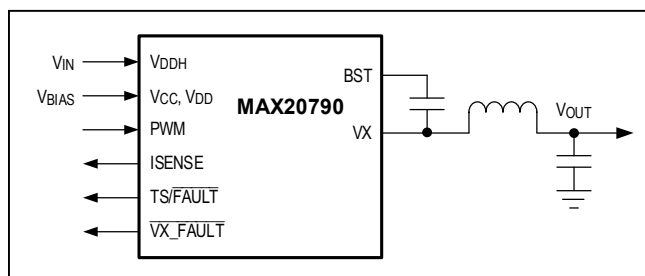 VIN
VDDH
VBIAS
VCC, VDD
PWM
ISENSE
TS/FAULT
VX_FAULT
MAX20790
BST
VX
VOUT